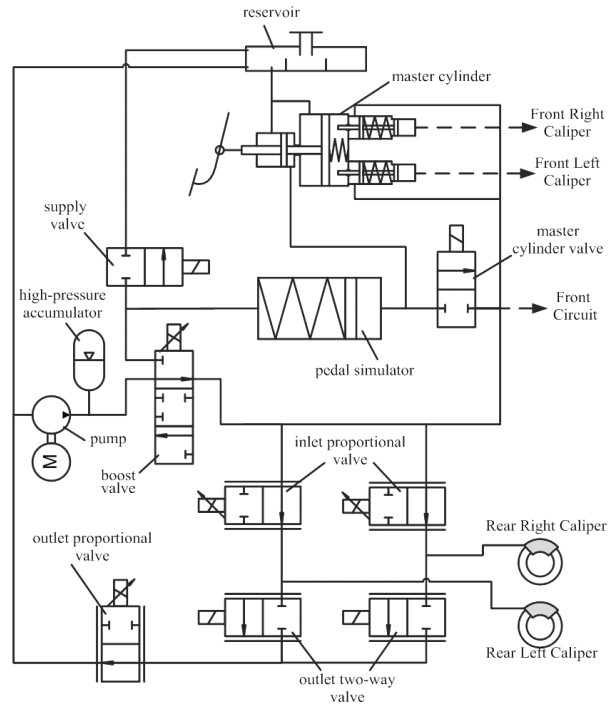 reservoir
master cylinder
Front Right
Caliper
Front Left
Caliper
supply
valve
master
cylinder valve
high-pressure
accumulator
Front
Circuit
pedal simulator
pump
M
boost
valve
inlet proportional
valve
outlet proportional
valve
Rear Right Caliper
Rear Left Caliper
outlet two-way
valve